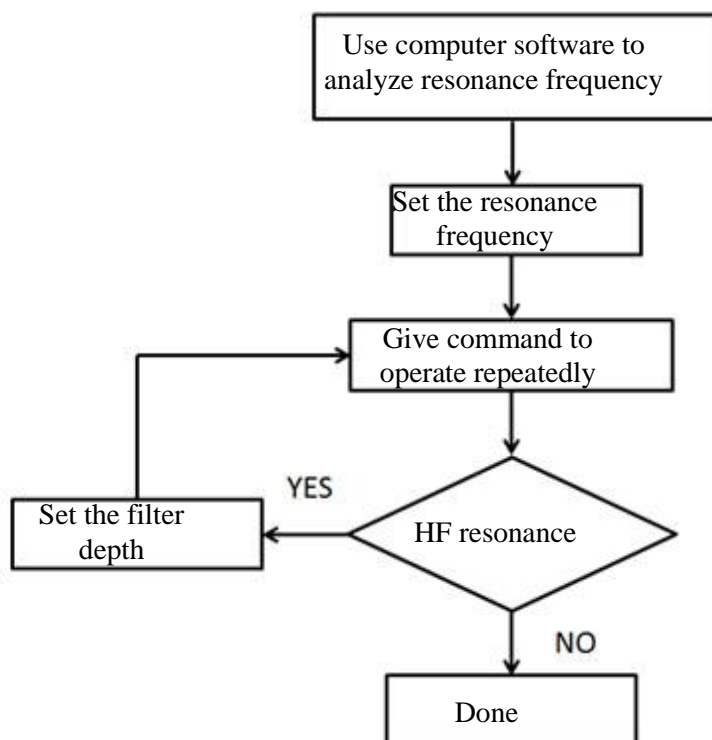 Use computer software to
analyze resonance frequency
Set the resonance
frequency
Give command to
operate repeatedly
YES
Set the filter
depth
HF resonance
NO
Done